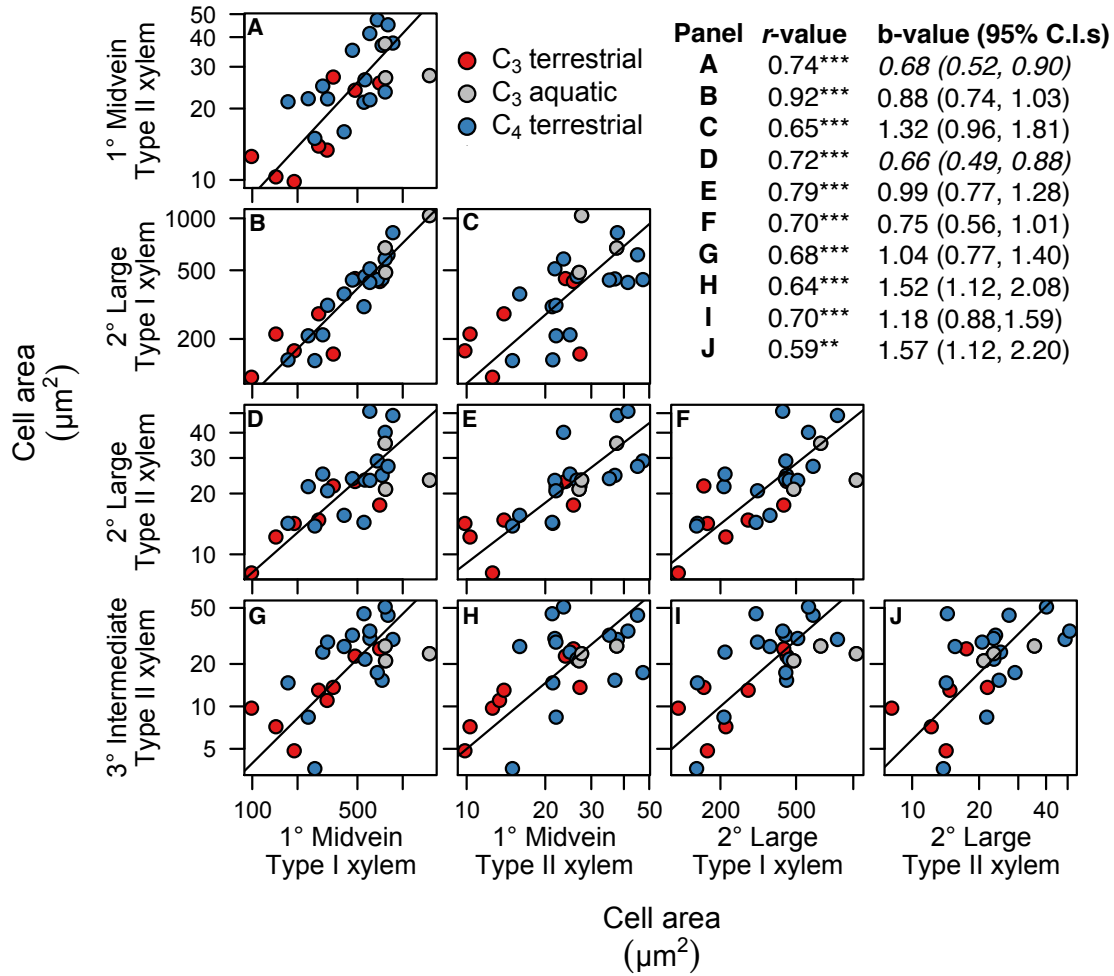 A
50
40
30
20
10
1° Midvein
Type II xylem
C3 terrestrial
C3 aquatic
C4 terrestrial
Panel r-value b-value (95% C.I.s)
A 0.74*** 0.68 (0.52, 0.90)
B 0.92*** 0.88 (0.74, 1.03)
C 0.65*** 1.32 (0.96, 1.81)
D 0.72*** 0.66 (0.49, 0.88)
E 0.79*** 0.99 (0.77, 1.28)
F 0.70*** 0.75 (0.56, 1.01)
G 0.68*** 1.04 (0.77, 1.40)
H 0.64*** 1.52 (1.12, 2.08)
I 0.70*** 1.18 (0.88,1.59)
J 0.59** 1.57 (1.12, 2.20)
B
C
1000
500
200
2° Large
Type I xylem
Cell area
(µm²)
D
E
F
40
30
20
10
2° Large
Type II xylem
G
H
I
J
50
20
10
5
3° Intermediate
Type II xylem
100 500
10 20 30 50
200 500
10 20 40
1° Midvein
Type I xylem
1° Midvein
Type II xylem
2° Large
Type I xylem
2° Large
Type II xylem
Cell area
(µm²)